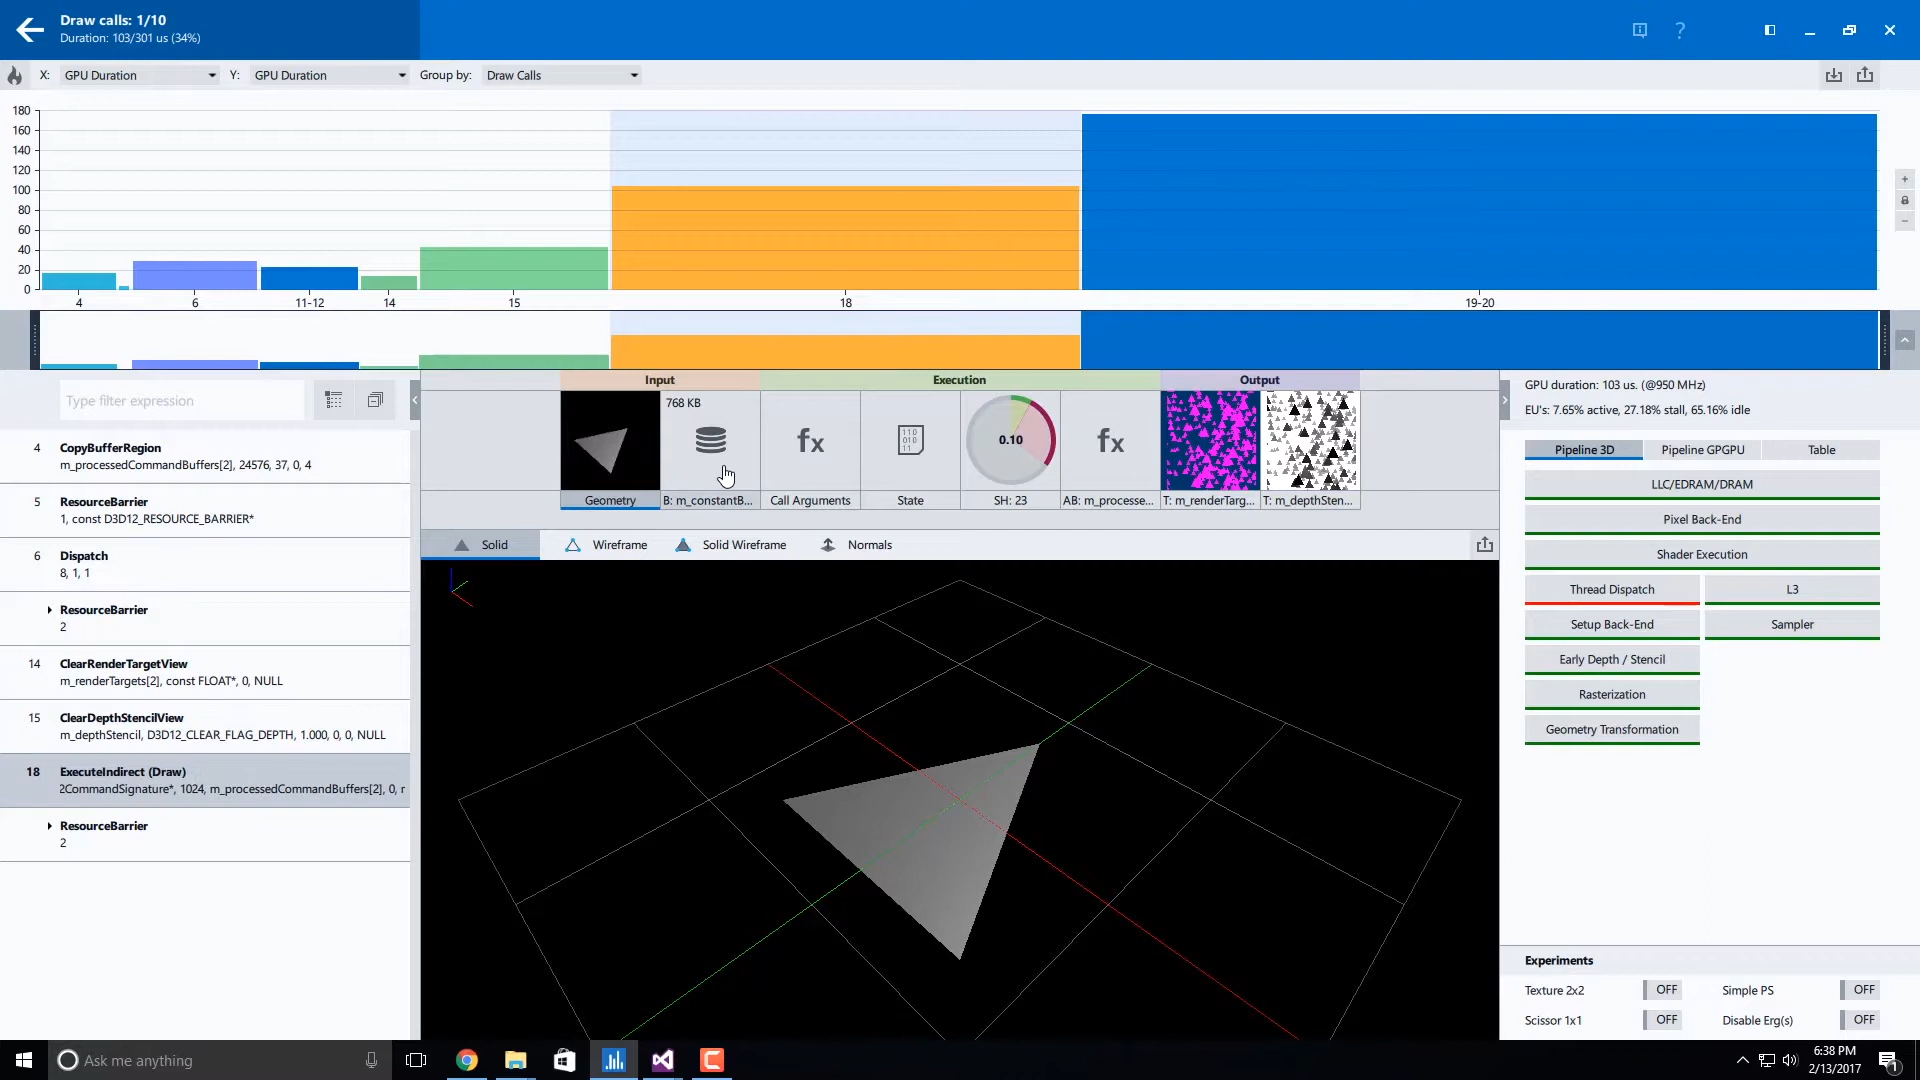 Draw calls: 1/10
Duration: 103/301 us (34%)
X: GPU Duration Y: GPU Duration Group by: Draw Calls
180
160
140
120
100
80
60
40
20
0
4 6 11-12 14 15 18 19-20
Input Execution Output
Type filter expression
768 KB
fx
110
010
11
0.10
fx
Geometry B: m_constantB... Call Arguments State SH: 23 AB: m_processe... T: m_renderTarg... T: m_depthSten...
Solid Wireframe Solid Wireframe Normals
4 CopyBufferRegion
m_processedCommandBuffers[2], 24576, 37, 0, 4
5 ResourceBarrier
1, const D3D12_RESOURCE_BARRIER*
6 Dispatch
8, 1, 1
ResourceBarrier
2
14 ClearRenderTargetView
m_renderTargets[2], const FLOAT*, 0, NULL
15 ClearDepthStencilView
m_depthStencil, D3D12_CLEAR_FLAG_DEPTH, 1.000, 0, 0, NULL
18 ExecuteIndirect (Draw)
2CommandSignature*, 1024, m_processedCommandBuffers[2], 0, r
ResourceBarrier
2
GPU duration: 103 us. (@950 MHz)
EU's: 7.65% active, 27.18% stall, 65.16% idle
Pipeline 3D Pipeline GPGPU Table
LLC/EDRAM/DRAM
Pixel Back-End
Shader Execution
Thread Dispatch L3
Setup Back-End Sampler
Early Depth / Stencil
Rasterization
Geometry Transformation
Experiments
Texture 2x2 OFF Simple PS OFF
Scissor 1x1 OFF Disable Erg(s) OFF
Ask me anything
6:38 PM
2/13/2017
1